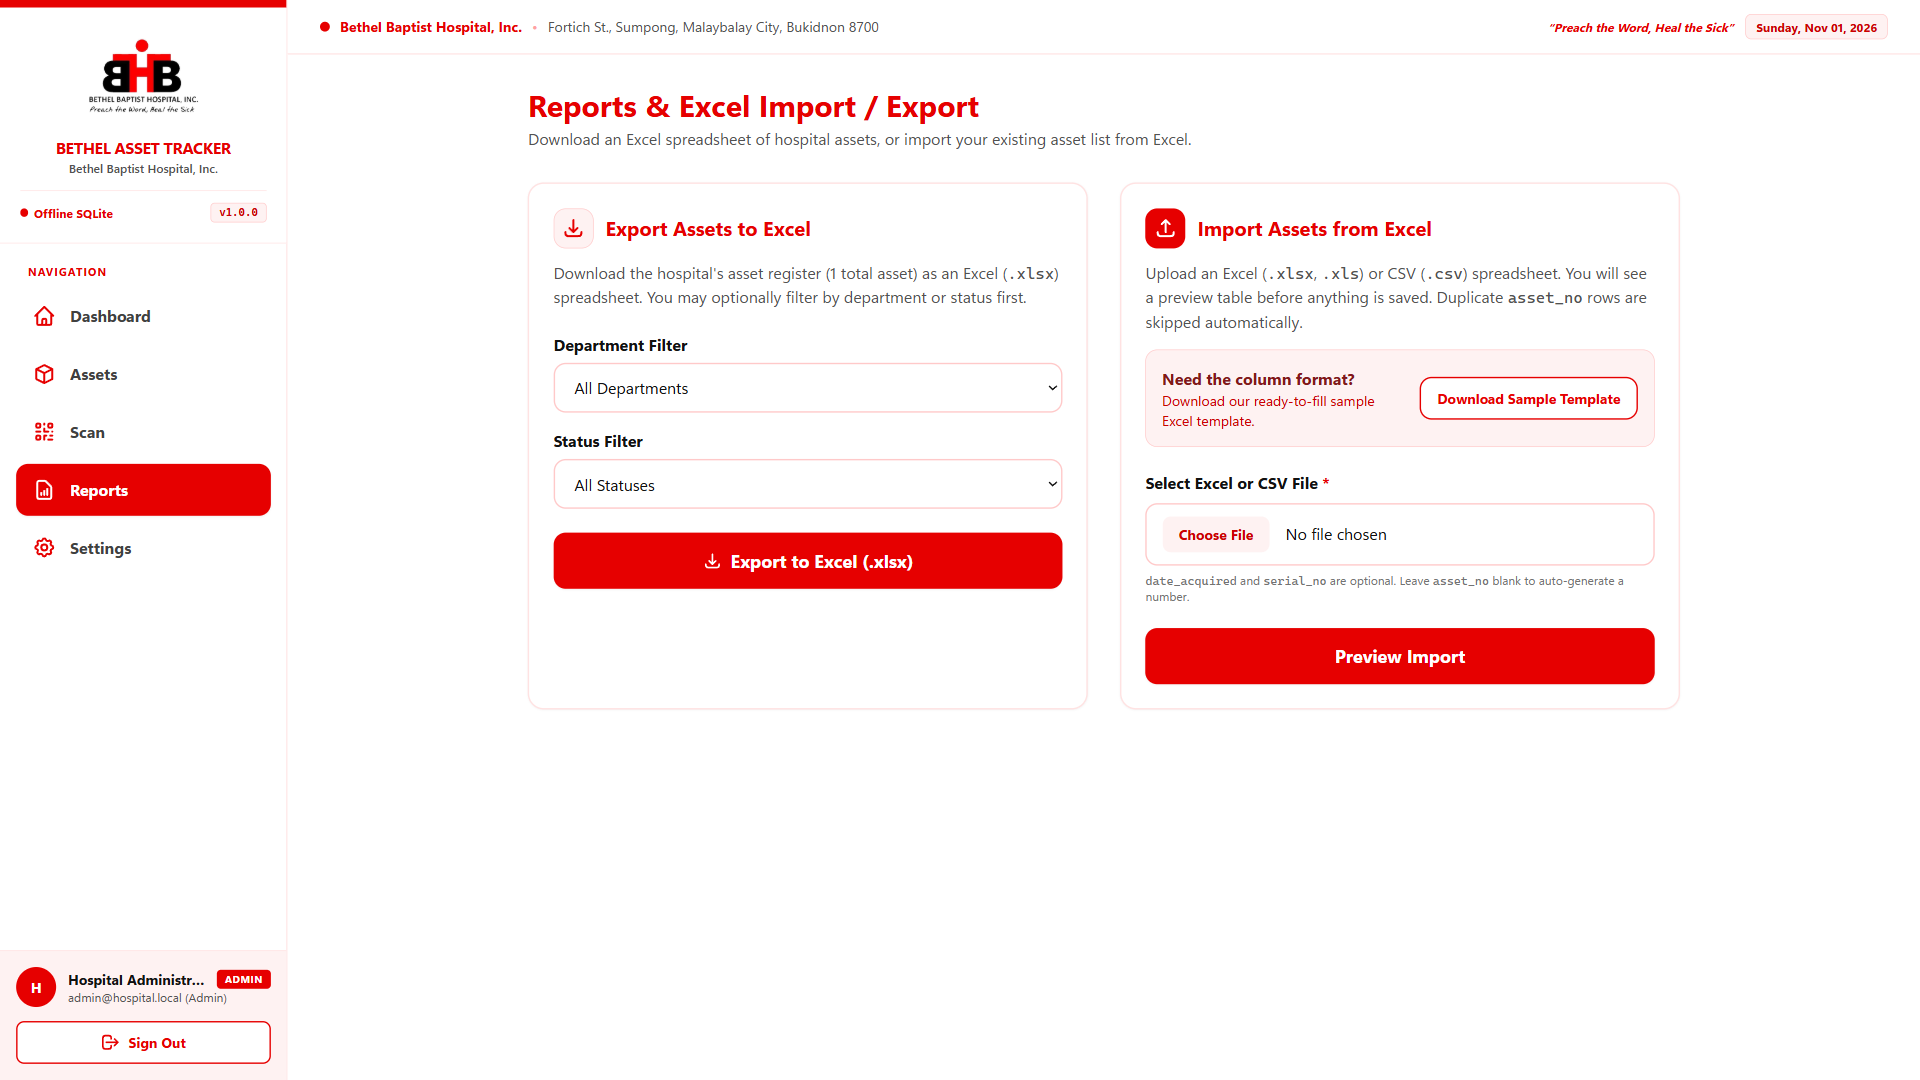 BHB
BETHEL BAPTIST HOSPITAL, INC.
Preach the Word, Heal the Sick
BETHEL ASSET TRACKER
Bethel Baptist Hospital, Inc.
Offline SQLite
v1.0.0
NAVIGATION
Dashboard
Assets
Scan
Reports
Settings
H
Hospital Administr...
ADMIN
admin@hospital.local (Admin)
Sign Out
Bethel Baptist Hospital, Inc. • Fortich St., Sumpong, Malaybalay City, Bukidnon 8700
“Preach the Word, Heal the Sick”
Sunday, Nov 01, 2026
Reports & Excel Import / Export
Download an Excel spreadsheet of hospital assets, or import your existing asset list from Excel.
Export Assets to Excel
Download the hospital's asset register (1 total asset) as an Excel (.xlsx)
spreadsheet. You may optionally filter by department or status first.
Department Filter
All Departments
Status Filter
All Statuses
Export to Excel (.xlsx)
Import Assets from Excel
Upload an Excel (.xlsx, .xls) or CSV (.csv) spreadsheet. You will see
a preview table before anything is saved. Duplicate asset_no rows are
skipped automatically.
Need the column format?
Download our ready-to-fill sample
Excel template.
Download Sample Template
Select Excel or CSV File *
Choose File
No file chosen
date_acquired and serial_no are optional. Leave asset_no blank to auto-generate a
number.
Preview Import